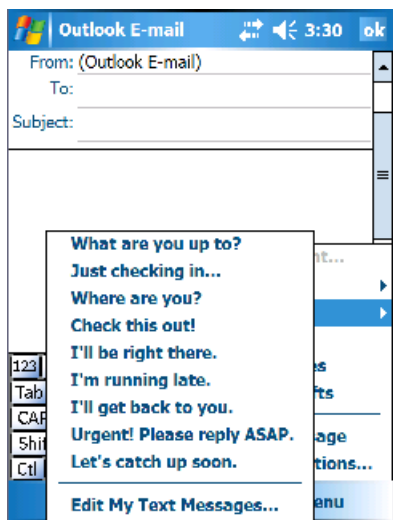 Outlook E-mail 3:30 ok
From: (Outlook E-mail)
To:
Subject:
What are you up to?
Just checking in...
Where are you?
Check this out!
I'll be right there.
I'm running late.
I'll get back to you.
Urgent! Please reply ASAP.
Let's catch up soon.
Edit My Text Messages...
123
Tab
Ctl